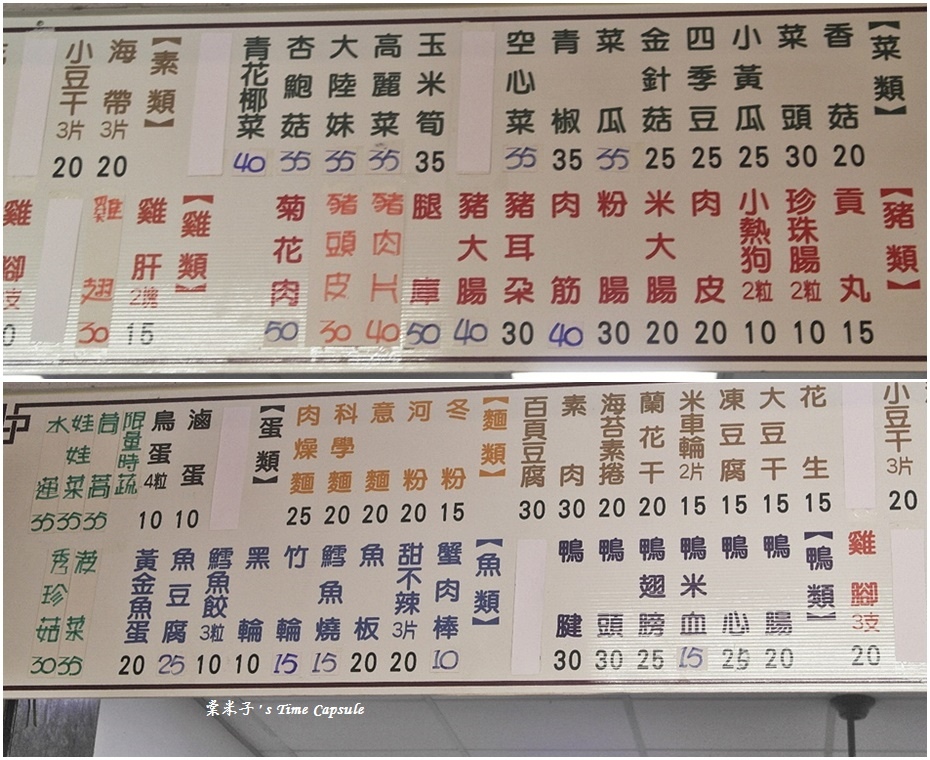 【菜類】
香菇 20
菜頭 30
小黃瓜 25
四季豆 25
金針菇 25
菜瓜 35
青椒 35
空心菜 35
玉米筍 35
高麗菜 35
大陸妹 35
杏鮑菇 35
青花椰菜 40
【素類】
海帶 3片 20
小豆干 3片 20
【豬類】
貢丸 15
珍珠腸 2粒 10
小熱狗 2粒 10
肉皮 20
米大腸 20
粉腸 30
肉筋 40
豬耳朵 30
豬大腸 40
腿庫 50
豬肉片 40
豬頭皮 30
菊花肉 50
【雞類】
雞肝 2塊 15
雞翅 30
雞腳 支 0
小豆干 3片 20
花生 15
大豆干 15
凍豆腐 15
米車輪 2片 15
蘭花干 20
海苔素捲 20
素肉 30
百頁豆腐 30
【麵類】
冬粉 15
河粉 20
意麵 20
科學麵 20
肉燥麵 25
【蛋類】
滷蛋 10
鳥蛋 4粒 10
限量時蔬
茼蒿 35
娃娃菜 35
水蓮 35
雞腳 3支 20
【鴨類】
鴨腸 20
鴨心 25
鴨米血 15
鴨翅膀 25
鴨頭 30
鴨腱 30
【魚類】
蟹肉棒 10
甜不辣 3片 20
魚板 20
鱈魚燒 15
竹輪 15
黑輪 10
鱈魚餃 3粒 10
魚豆腐 25
黃金魚蛋 20
菠菜 35
秀珍菇 30
葉米子's Time Capsule